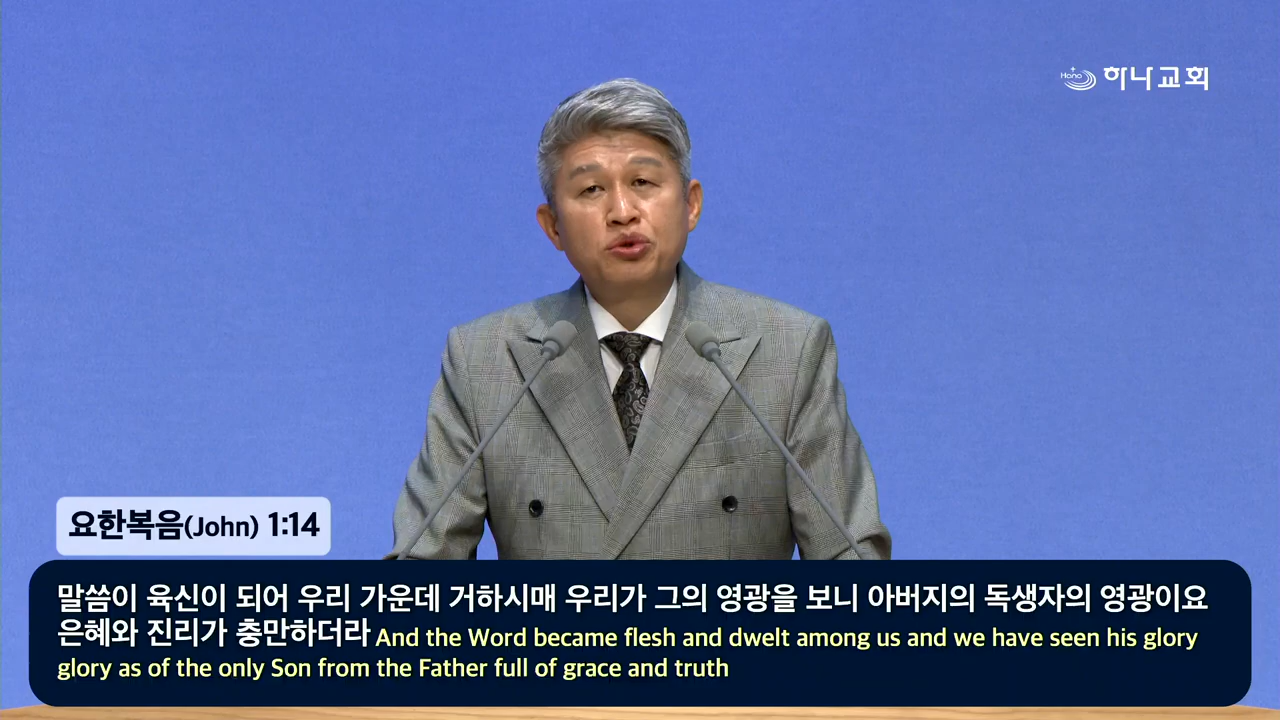 Hana 하나교회
요한복음(John) 1:14
말씀이 육신이 되어 우리 가운데 거하시매 우리가 그의 영광을 보니 아버지의 독생자의 영광이요
은혜와 진리가 충만하더라 And the Word became flesh and dwelt among us and we have seen his glory
glory as of the only Son from the Father full of grace and truth